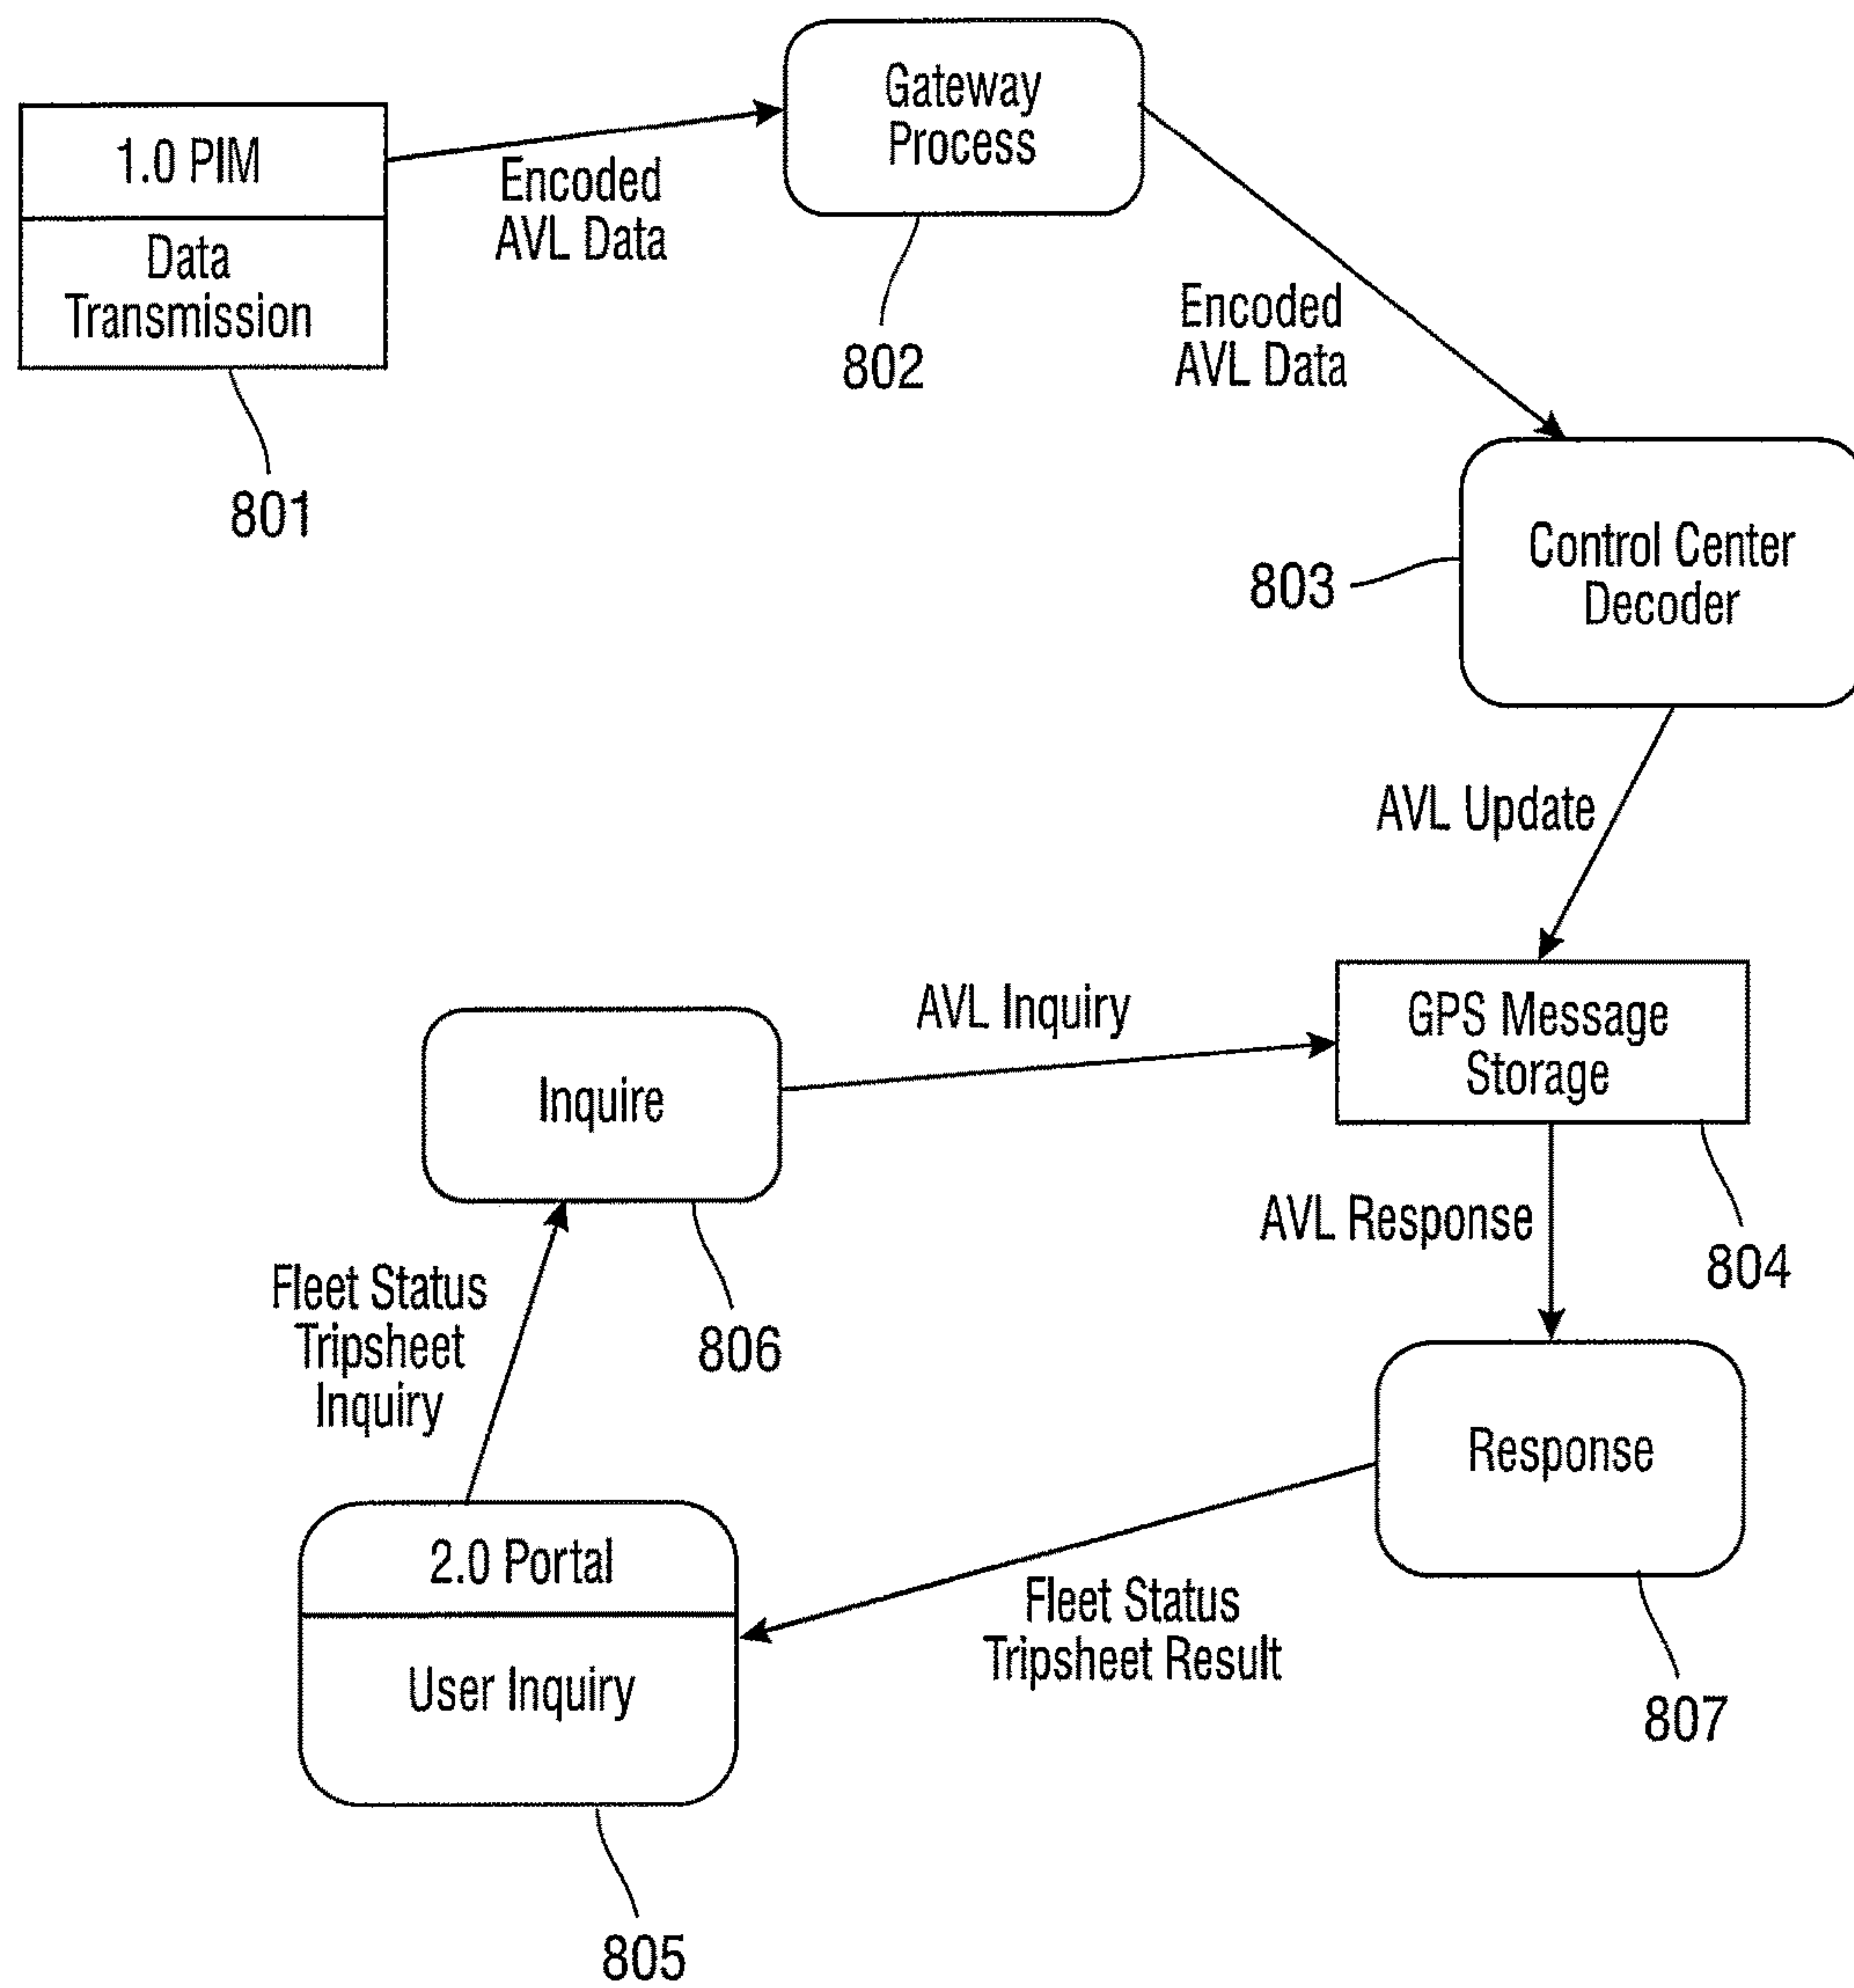 Gateway
Process
1.0 PIM
Data
Transmission
Encoded
AVL Data
802
801
Encoded
AVL Data
Control Center
Decoder
803
AVL Update
GPS Message
Storage
AVL Inquiry
Inquire
AVL Response
804
Fleet Status
Tripsheet
Inquiry
806
Response
2.0 Portal
User Inquiry
Fleet Status
Tripsheet Result
807
805